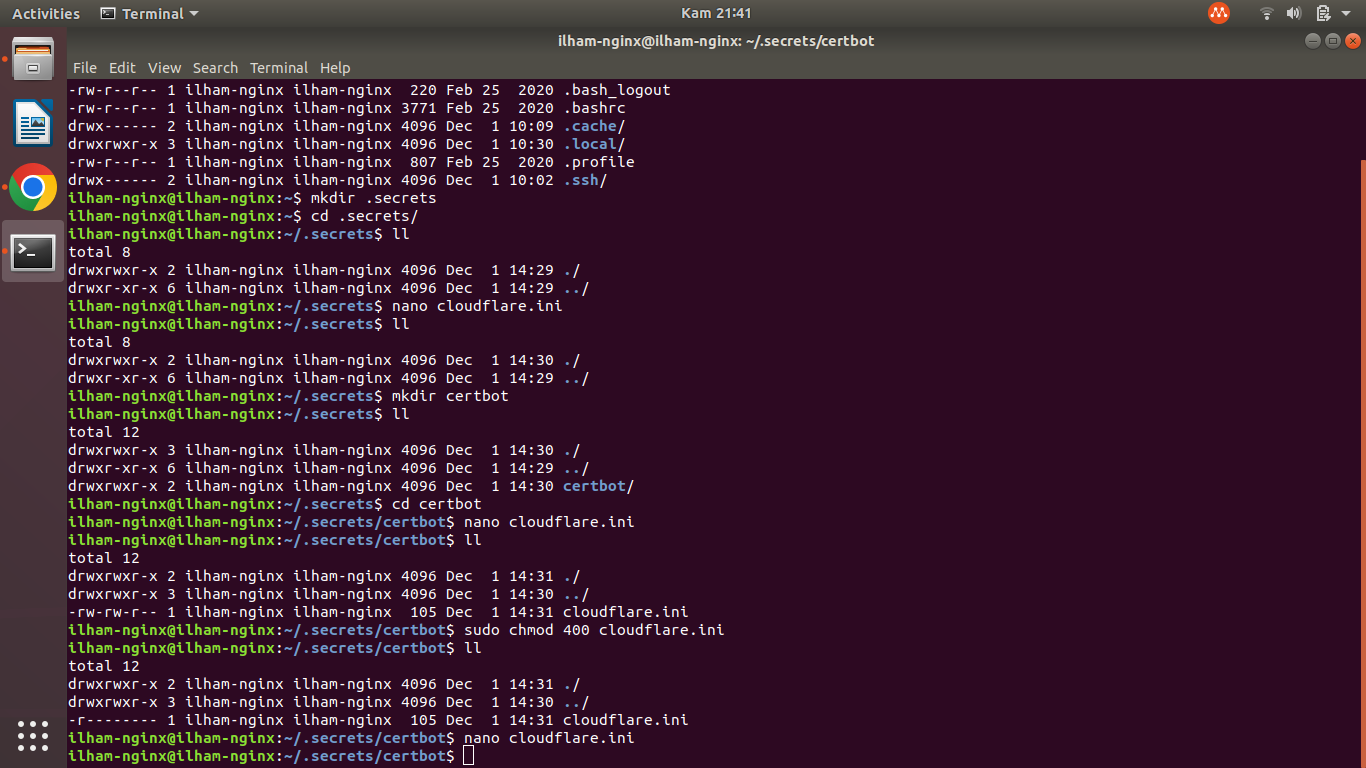 Activities Terminal Kam 21:41
ilham-nginx@ilham-nginx: ~/.secrets/certbot
File Edit View Search Terminal Help
-rw-r--r-- 1 ilham-nginx ilham-nginx  220 Feb 25  2020 .bash_logout
-rw-r--r-- 1 ilham-nginx ilham-nginx 3771 Feb 25  2020 .bashrc
drwx------ 2 ilham-nginx ilham-nginx 4096 Dec  1 10:09 .cache/
drwxrwxr-x 3 ilham-nginx ilham-nginx 4096 Dec  1 10:30 .local/
-rw-r--r-- 1 ilham-nginx ilham-nginx  807 Feb 25  2020 .profile
drwx------ 2 ilham-nginx ilham-nginx 4096 Dec  1 10:02 .ssh/
ilham-nginx@ilham-nginx:~$ mkdir .secrets
ilham-nginx@ilham-nginx:~$ cd .secrets/
ilham-nginx@ilham-nginx:~/.secrets$ ll
total 8
drwxrwxr-x 2 ilham-nginx ilham-nginx 4096 Dec  1 14:29 ./
drwxr-xr-x 6 ilham-nginx ilham-nginx 4096 Dec  1 14:29 ../
ilham-nginx@ilham-nginx:~/.secrets$ nano cloudflare.ini
ilham-nginx@ilham-nginx:~/.secrets$ ll
total 8
drwxrwxr-x 2 ilham-nginx ilham-nginx 4096 Dec  1 14:30 ./
drwxr-xr-x 6 ilham-nginx ilham-nginx 4096 Dec  1 14:29 ../
ilham-nginx@ilham-nginx:~/.secrets$ mkdir certbot
ilham-nginx@ilham-nginx:~/.secrets$ ll
total 12
drwxrwxr-x 3 ilham-nginx ilham-nginx 4096 Dec  1 14:30 ./
drwxr-xr-x 6 ilham-nginx ilham-nginx 4096 Dec  1 14:29 ../
drwxrwxr-x 2 ilham-nginx ilham-nginx 4096 Dec  1 14:30 certbot/
ilham-nginx@ilham-nginx:~/.secrets$ cd certbot
ilham-nginx@ilham-nginx:~/.secrets/certbot$ nano cloudflare.ini
ilham-nginx@ilham-nginx:~/.secrets/certbot$ ll
total 12
drwxrwxr-x 2 ilham-nginx ilham-nginx 4096 Dec  1 14:31 ./
drwxrwxr-x 3 ilham-nginx ilham-nginx 4096 Dec  1 14:30 ../
-rw-rw-r-- 1 ilham-nginx ilham-nginx  105 Dec  1 14:31 cloudflare.ini
ilham-nginx@ilham-nginx:~/.secrets/certbot$ sudo chmod 400 cloudflare.ini
ilham-nginx@ilham-nginx:~/.secrets/certbot$ ll
total 12
drwxrwxr-x 2 ilham-nginx ilham-nginx 4096 Dec  1 14:31 ./
drwxrwxr-x 3 ilham-nginx ilham-nginx 4096 Dec  1 14:30 ../
-r-------- 1 ilham-nginx ilham-nginx  105 Dec  1 14:31 cloudflare.ini
ilham-nginx@ilham-nginx:~/.secrets/certbot$ nano cloudflare.ini
ilham-nginx@ilham-nginx:~/.secrets/certbot$